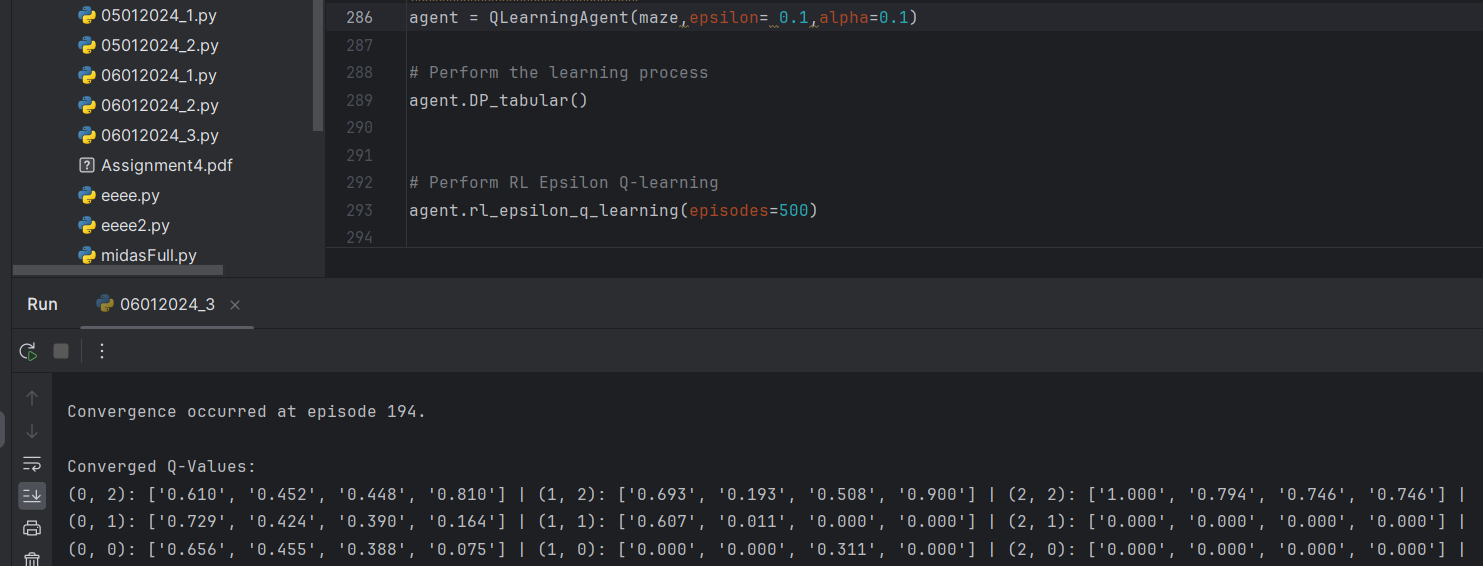 05012024_1.py
05012024_2.py
06012024_1.py
06012024_2.py
06012024_3.py
Assignment4.pdf
eeee.py
eeee2.py
midasFull.py
286 agent = QLearningAgent(maze,epsilon= 0.1,alpha=0.1)
287
288 # Perform the learning process
289 agent.DP_tabular()
290
291
292 # Perform RL Epsilon Q-learning
293 agent.rl_epsilon_q_learning(episodes=500)
294
Run 06012024_3
Convergence occurred at episode 194.
Converged Q-Values:
(0, 2): ['0.610', '0.452', '0.448', '0.810'] | (1, 2): ['0.693', '0.193', '0.508', '0.900'] | (2, 2): ['1.000', '0.794', '0.746', '0.746'] |
(0, 1): ['0.729', '0.424', '0.390', '0.164'] | (1, 1): ['0.607', '0.011', '0.000', '0.000'] | (2, 1): ['0.000', '0.000', '0.000', '0.000'] |
(0, 0): ['0.656', '0.455', '0.388', '0.075'] | (1, 0): ['0.000', '0.000', '0.311', '0.000'] | (2, 0): ['0.000', '0.000', '0.000', '0.000'] |